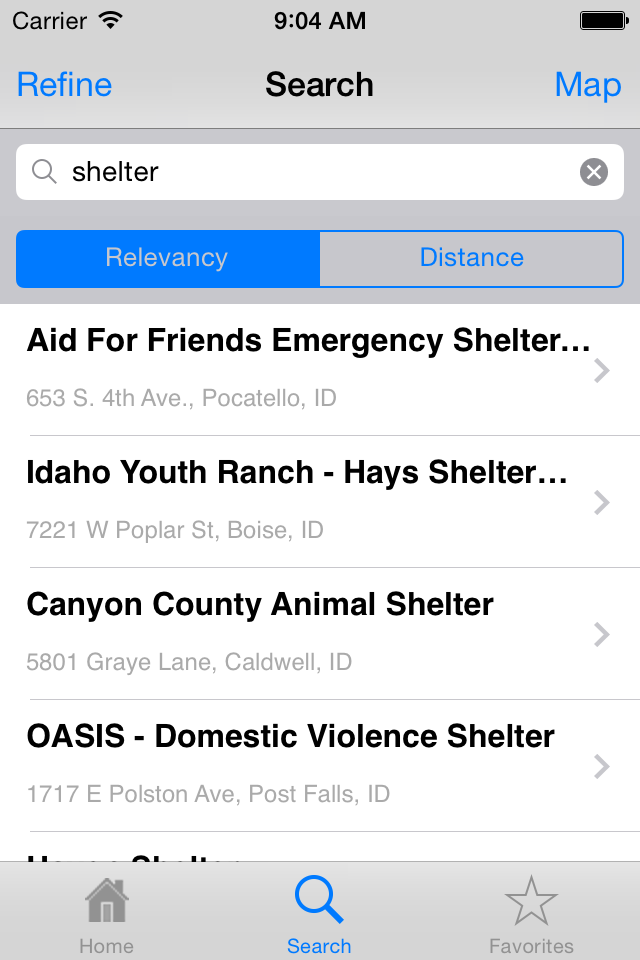 Carrier 9:04 AM
Refine Search Map
shelter
Relevancy Distance
Aid For Friends Emergency Shelter...
653 S. 4th Ave., Pocatello, ID
Idaho Youth Ranch - Hays Shelter...
7221 W Poplar St, Boise, ID
Canyon County Animal Shelter
5801 Graye Lane, Caldwell, ID
OASIS - Domestic Violence Shelter
1717 E Polston Ave, Post Falls, ID
Shelter
Home Search Favorites